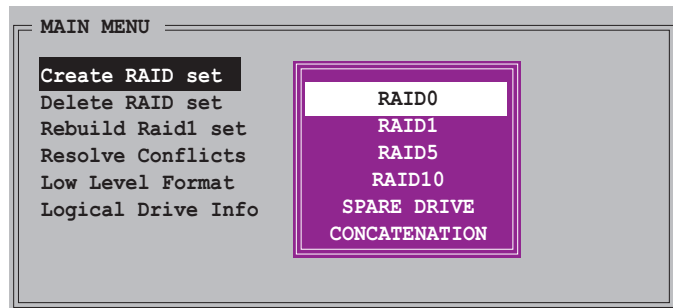 MAIN MENU
Create RAID set
Delete RAID set
Rebuild Raid1 set
Resolve Conflicts
Low Level Format
Logical Drive Info
RAID0
RAID1
RAID5
RAID10
SPARE DRIVE
CONCATENATION